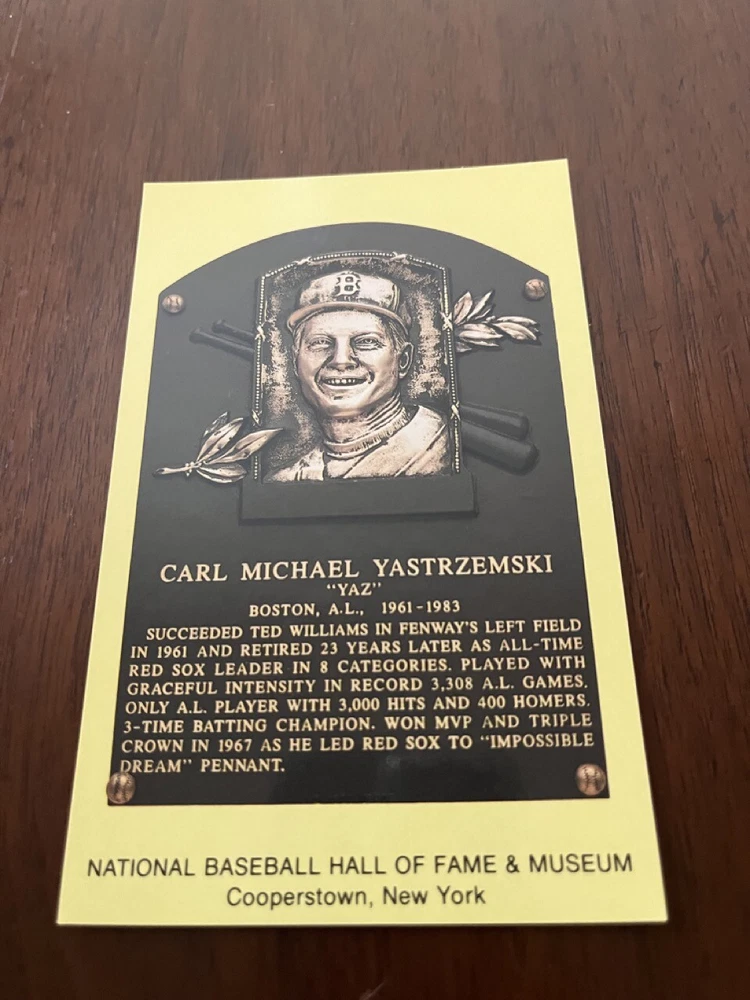 B
CARL MICHAEL YASTRZEMSKI
"YAZ"
BOSTON, A.L., 1961-1983
SUCCEEDED TED WILLIAMS IN FENWAY'S LEFT FIELD
IN 1961 AND RETIRED 23 YEARS LATER AS ALL-TIME
RED SOX LEADER IN 8 CATEGORIES. PLAYED WITH
GRACEFUL INTENSITY IN RECORD 3,308 A.L. GAMES.
ONLY A.L. PLAYER WITH 3,000 HITS AND 400 HOMERS.
3-TIME BATTING CHAMPION. WON MVP AND TRIPLE
CROWN IN 1967 AS HE LED RED SOX TO "IMPOSSIBLE
DREAM" PENNANT.
NATIONAL BASEBALL HALL OF FAME & MUSEUM
Cooperstown, New York